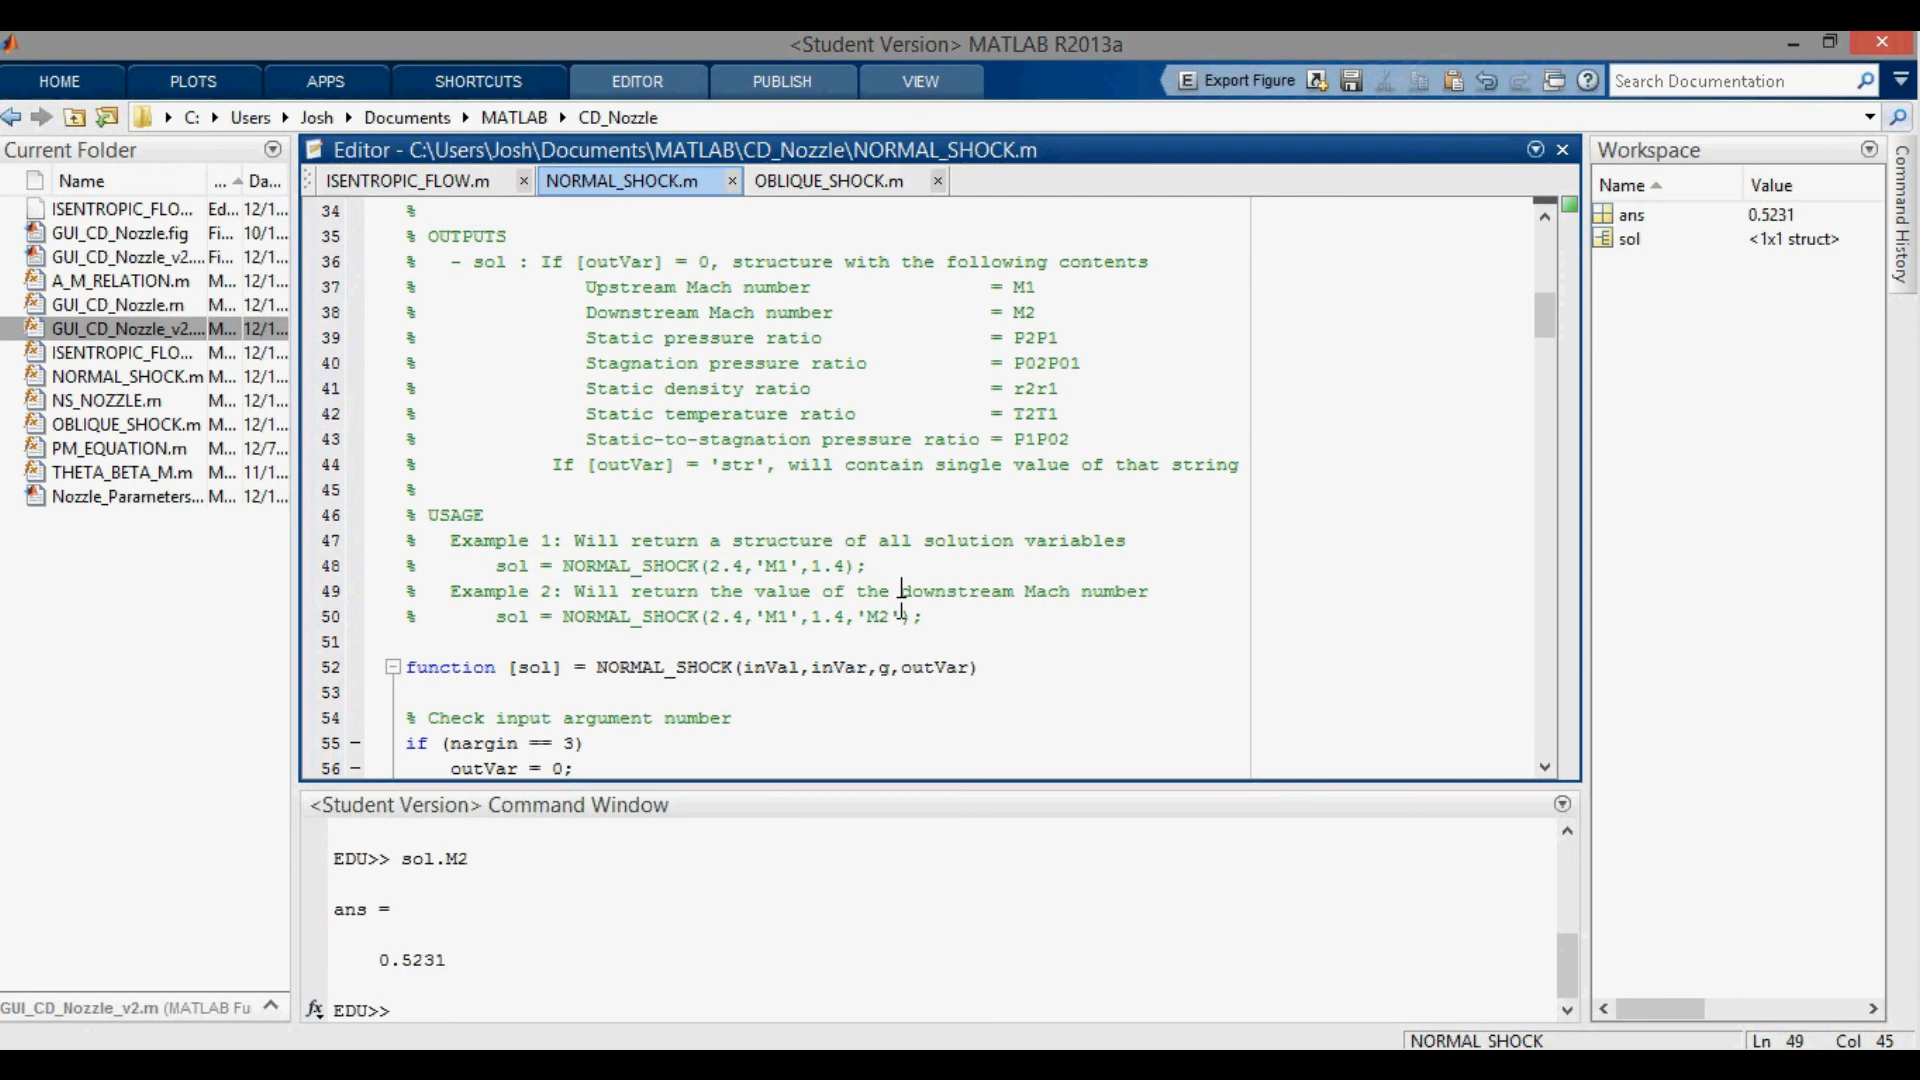 <Student Version> MATLAB R2013a
HOME PLOTS APPS SHORTCUTS EDITOR PUBLISH VIEW E Export Figure ? Search Documentation
C: Users Josh Documents MATLAB CD_Nozzle
Current Folder
Name ... Da...
ISENTROPIC_FLO... Ed... 12/1...
GUI_CD_Nozzle.fig Fi... 10/1...
GUI_CD_Nozzle_v2.... Fi... 12/1...
A_M_RELATION.m M... 12/1...
GUI_CD_Nozzle.m M... 12/1...
GUI_CD_Nozzle_v2.... M... 12/1...
ISENTROPIC_FLO... M... 12/1...
NORMAL_SHOCK.m M... 12/1...
NS_NOZZLE.m M... 12/1...
OBLIQUE_SHOCK.m M... 12/1...
PM_EQUATION.m M... 12/7...
THETA_BETA_M.m M... 11/1...
Nozzle_Parameters... M... 12/1...
GUI_CD_Nozzle_v2.m (MATLAB Fu
Editor - C:\Users\Josh\Documents\MATLAB\CD_Nozzle\NORMAL_SHOCK.m
ISENTROPIC_FLOW.m NORMAL_SHOCK.m OBLIQUE_SHOCK.m
34 %
35 % OUTPUTS
36 % - sol : If [outVar] = 0, structure with the following contents
37 % Upstream Mach number = M1
38 % Downstream Mach number = M2
39 % Static pressure ratio = P2P1
40 % Stagnation pressure ratio = P02P01
41 % Static density ratio = r2r1
42 % Static temperature ratio = T2T1
43 % Static-to-stagnation pressure ratio = P1P02
44 % If [outVar] = 'str', will contain single value of that string
45 %
46 % USAGE
47 % Example 1: Will return a structure of all solution variables
48 % sol = NORMAL_SHOCK(2.4,'M1',1.4);
49 % Example 2: Will return the value of the downstream Mach number
50 % sol = NORMAL_SHOCK(2.4,'M1',1.4,'M2');
51
52 function [sol] = NORMAL_SHOCK(inVal,inVar,g,outVar)
53
54 % Check input argument number
55 - if (nargin == 3)
56 - outVar = 0;
<Student Version> Command Window
EDU>> sol.M2
ans =
0.5231
fx EDU>>
Workspace
Name Value
ans 0.5231
sol <1x1 struct>
Command History
NORMAL_SHOCK Ln 49 Col 45